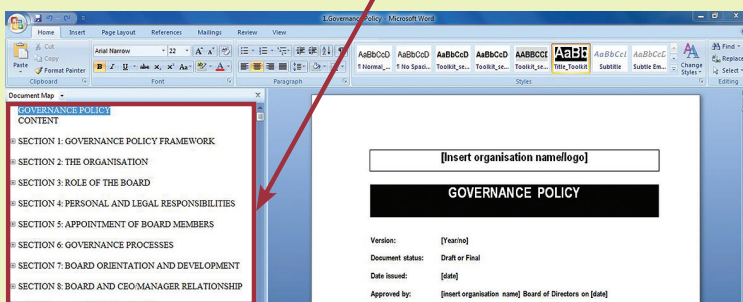 1.Governance Policy - Microsoft Word
Home Insert Page Layout References Mailings Review View
Paste
Cut
Copy
Format Painter
Clipboard
Arial Narrow 22
Font
Paragraph
AaBbCcD AaBbCcD AaBbCcD AaBbCcD AABBCCI AaBb AaBbCcI AaBbCcL
1 Normal_... 1 No Spaci... Toolkit_se... Toolkit_se... Toolkit_se... Title_Toolkit Subtitle Subtle Em...
Change Styles
Styles
Find
Replace
Select
Editing
Document Map
GOVERNANCE POLICY
CONTENT
SECTION 1: GOVERNANCE POLICY FRAMEWORK
SECTION 2: THE ORGANISATION
SECTION 3: ROLE OF THE BOARD
SECTION 4: PERSONAL AND LEGAL RESPONSIBILITIES
SECTION 5: APPOINTMENT OF BOARD MEMBERS
SECTION 6: GOVERNANCE PROCESSES
SECTION 7: BOARD ORIENTATION AND DEVELOPMENT
SECTION 8: BOARD AND CEO/MANAGER RELATIONSHIP
[Insert organisation name/logo]
GOVERNANCE POLICY
Version: [Year/no]
Document status: Draft or Final
Date issued: [date]
Approved by: [insert organisation name] Board of Directors on [date]